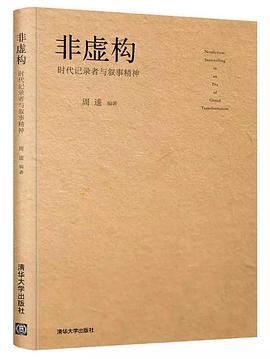 非虚构
时代记录者与叙事精神
周逵 编著
Nonfiction:
Storytelling
in an
Era of
Grand
Transformation
清华大学出版社
非虚构
时代记录者与叙事精神
周逵 编著
清华大学出版社